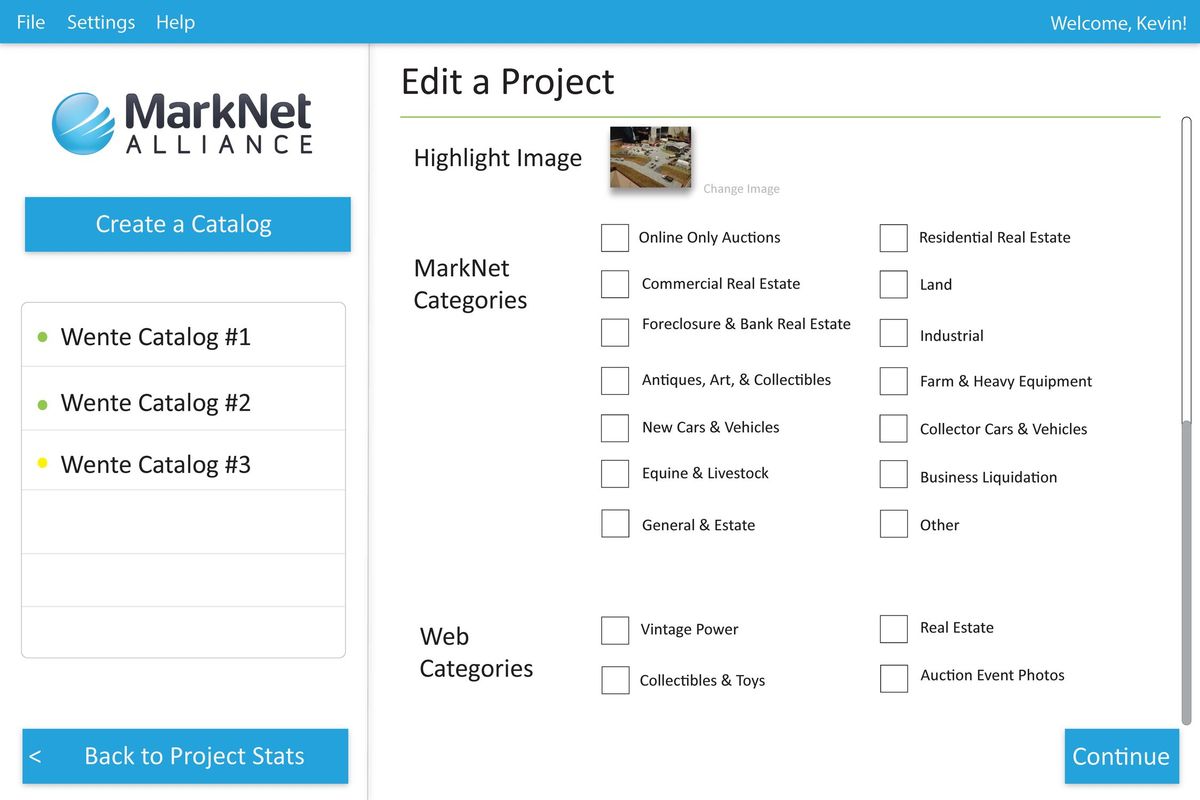 File Settings Help
Welcome, Kevin!
MarkNet
ALLIANCE
Create a Catalog
Wente Catalog #1
Wente Catalog #2
Wente Catalog #3
< Back to Project Stats
Edit a Project
Highlight Image
Change Image
MarkNet
Categories
Online Only Auctions
Residential Real Estate
Commercial Real Estate
Land
Foreclosure & Bank Real Estate
Industrial
Antiques, Art, & Collectibles
Farm & Heavy Equipment
New Cars & Vehicles
Collector Cars & Vehicles
Equine & Livestock
Business Liquidation
General & Estate
Other
Web
Categories
Vintage Power
Real Estate
Collectibles & Toys
Auction Event Photos
Continue